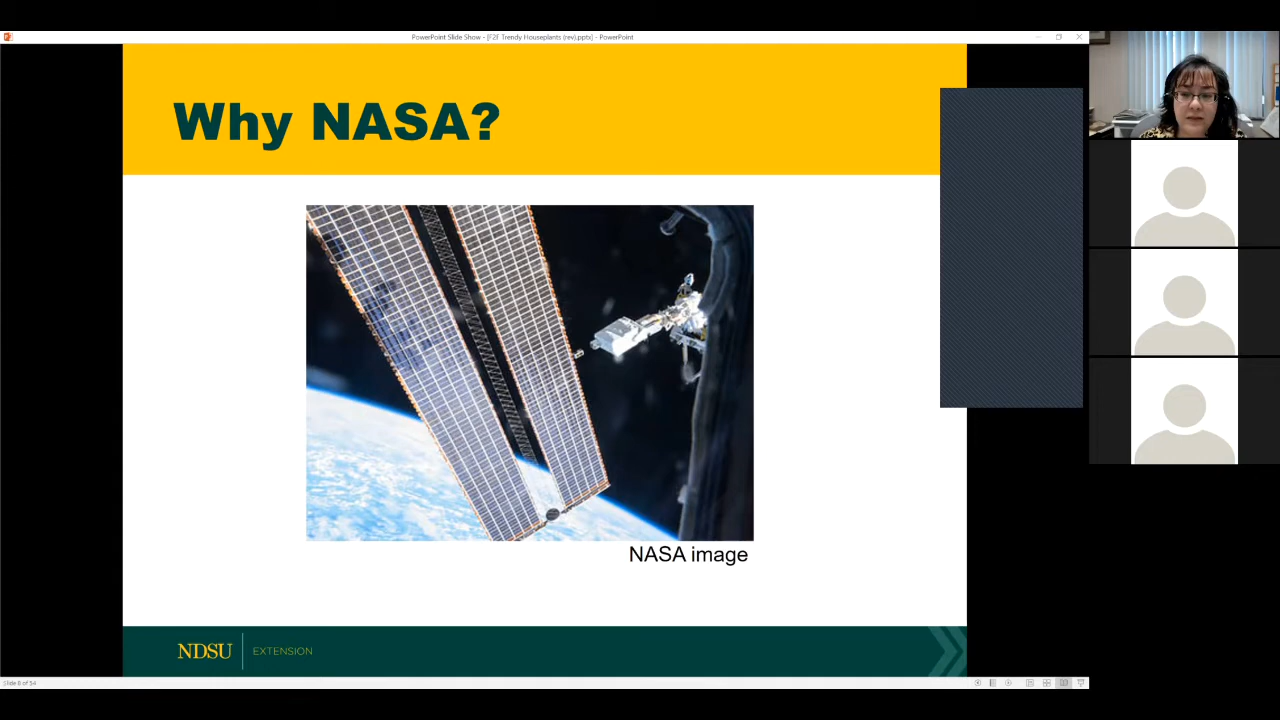 PowerPoint Slide Show - [F2F Trendy Houseplants (rev).pptx] - PowerPoint
Why NASA?
NASA image
NDSU EXTENSION
Slide 8 of 54